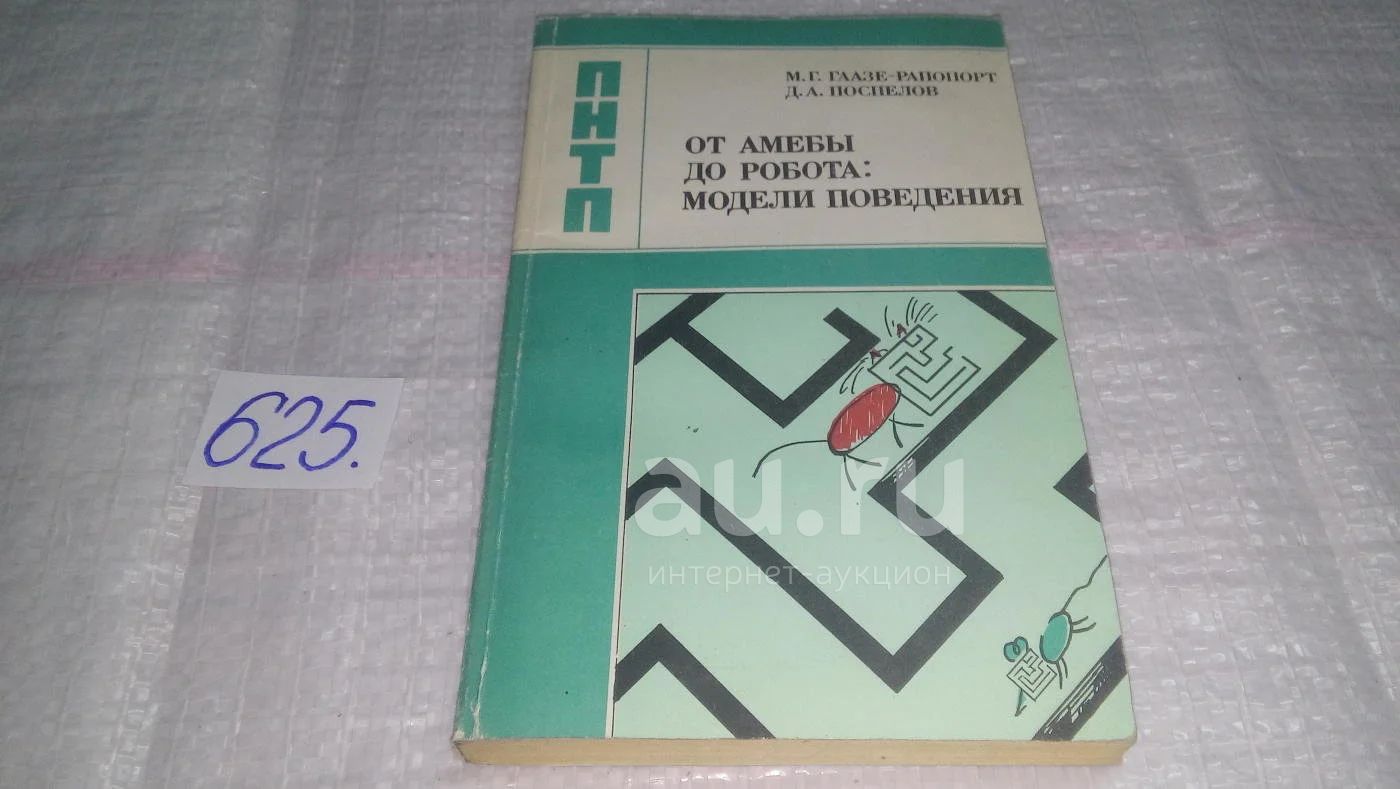 ПНТП
М. Г. ГААЗЕ-РАПОПОРТ
Д. А. ПОСПЕЛОВ
ОТ АМЕБЫ
ДО РОБОТА:
МОДЕЛИ ПОВЕДЕНИЯ
625.
au.ru
интернет-аукцион